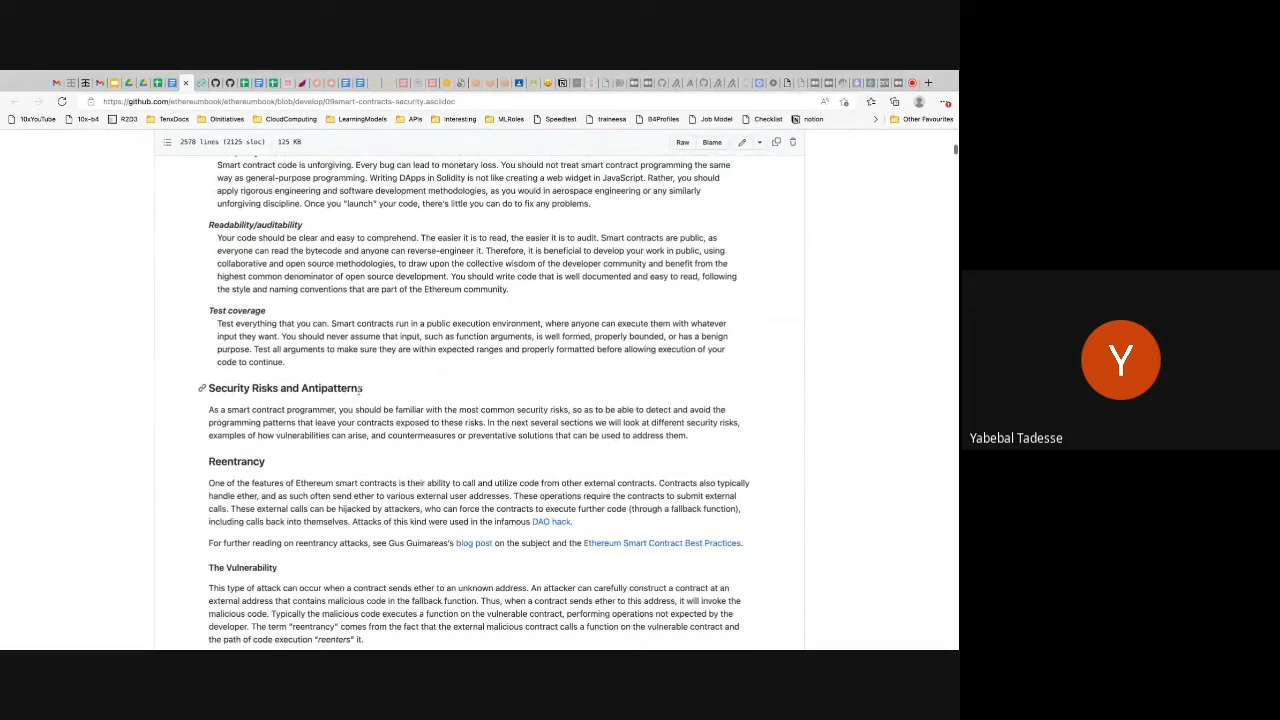 https://github.com/ethereumbook/ethereumbook/blob/develop/09smart-contracts-security.asciidoc
10xYouTube 10x-b4 R2D3 TenxDocs OInitiatives CloudComputing LearningModels APIs Interesting MLRoles Speedtest traineesa B4Profiles Job Model Checklist notion Other Favourites
2578 lines (2125 sloc) 125 KB Raw Blame
Smart contract code is unforgiving. Every bug can lead to monetary loss. You should not treat smart contract programming the same
way as general-purpose programming. Writing DApps in Solidity is not like creating a web widget in JavaScript. Rather, you should
apply rigorous engineering and software development methodologies, as you would in aerospace engineering or any similarly
unforgiving discipline. Once you “launch” your code, there's little you can do to fix any problems.
Readability/auditability
Your code should be clear and easy to comprehend. The easier it is to read, the easier it is to audit. Smart contracts are public, as
everyone can read the bytecode and anyone can reverse-engineer it. Therefore, it is beneficial to develop your work in public, using
collaborative and open source methodologies, to draw upon the collective wisdom of the developer community and benefit from the
highest common denominator of open source development. You should write code that is well documented and easy to read, following
the style and naming conventions that are part of the Ethereum community.
Test coverage
Test everything that you can. Smart contracts run in a public execution environment, where anyone can execute them with whatever
input they want. You should never assume that input, such as function arguments, is well formed, properly bounded, or has a benign
purpose. Test all arguments to make sure they are within expected ranges and properly formatted before allowing execution of your
code to continue.
Security Risks and Antipatterns
As a smart contract programmer, you should be familiar with the most common security risks, so as to be able to detect and avoid the
programming patterns that leave your contracts exposed to these risks. In the next several sections we will look at different security risks,
examples of how vulnerabilities can arise, and countermeasures or preventative solutions that can be used to address them.
Reentrancy
One of the features of Ethereum smart contracts is their ability to call and utilize code from other external contracts. Contracts also typically
handle ether, and as such often send ether to various external user addresses. These operations require the contracts to submit external
calls. These external calls can be hijacked by attackers, who can force the contracts to execute further code (through a fallback function),
including calls back into themselves. Attacks of this kind were used in the infamous DAO hack.
For further reading on reentrancy attacks, see Gus Guimareas's blog post on the subject and the Ethereum Smart Contract Best Practices.
The Vulnerability
This type of attack can occur when a contract sends ether to an unknown address. An attacker can carefully construct a contract at an
external address that contains malicious code in the fallback function. Thus, when a contract sends ether to this address, it will invoke the
malicious code. Typically the malicious code executes a function on the vulnerable contract, performing operations not expected by the
developer. The term "reentrancy" comes from the fact that the external malicious contract calls a function on the vulnerable contract and
the path of code execution “reenters” it.
Y
Yabebal Tadesse